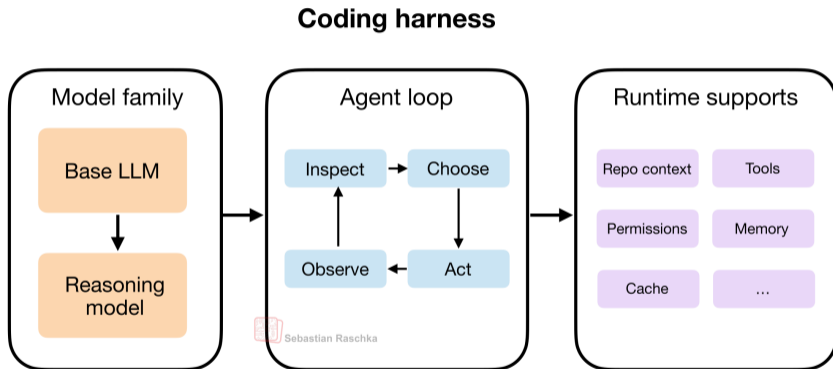 Coding harness
Model family
Base LLM
Reasoning
model
Agent loop
Inspect
Choose
Observe
Act
Sebastian Raschka
Runtime supports
Repo context
Tools
Permissions
Memory
Cache
...